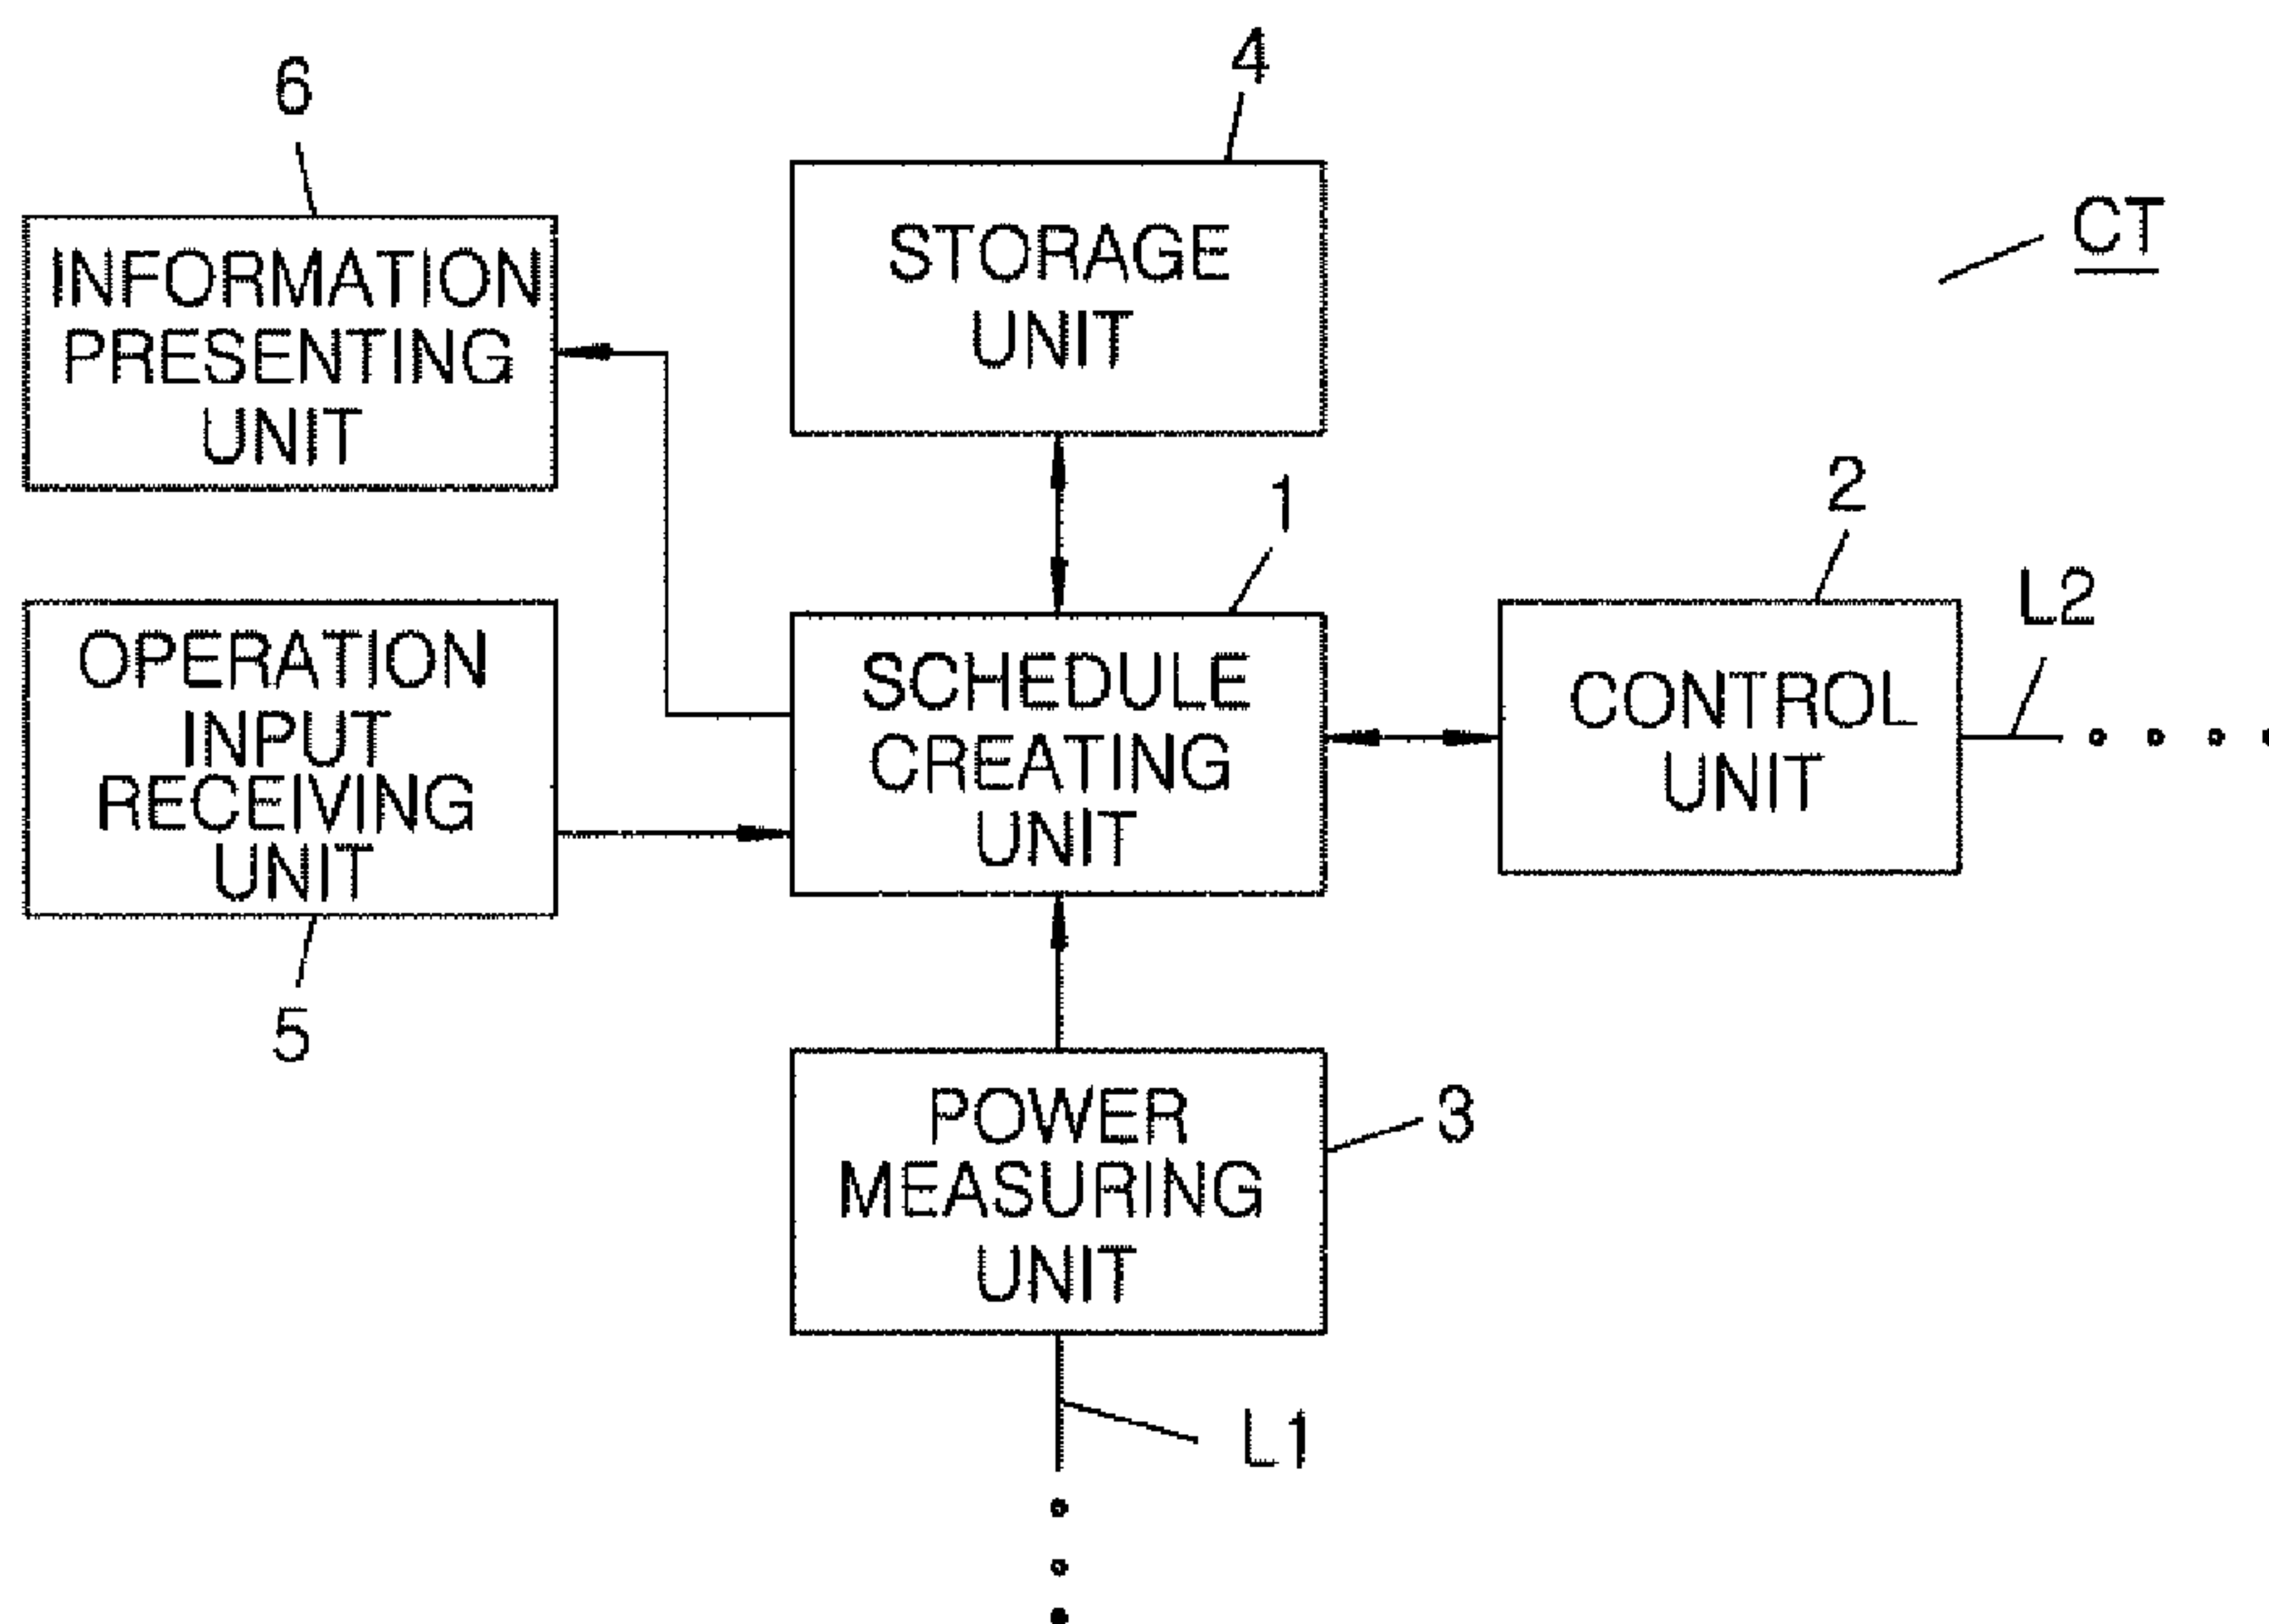 4
6
STORAGE
UNIT
CT
INFORMATION
PRESENTING
UNIT
1
2
L2
OPERATION
INPUT
RECEIVING
UNIT
5
SCHEDULE
CREATING
UNIT
CONTROL
UNIT
POWER
MEASURING
UNIT
3
L1